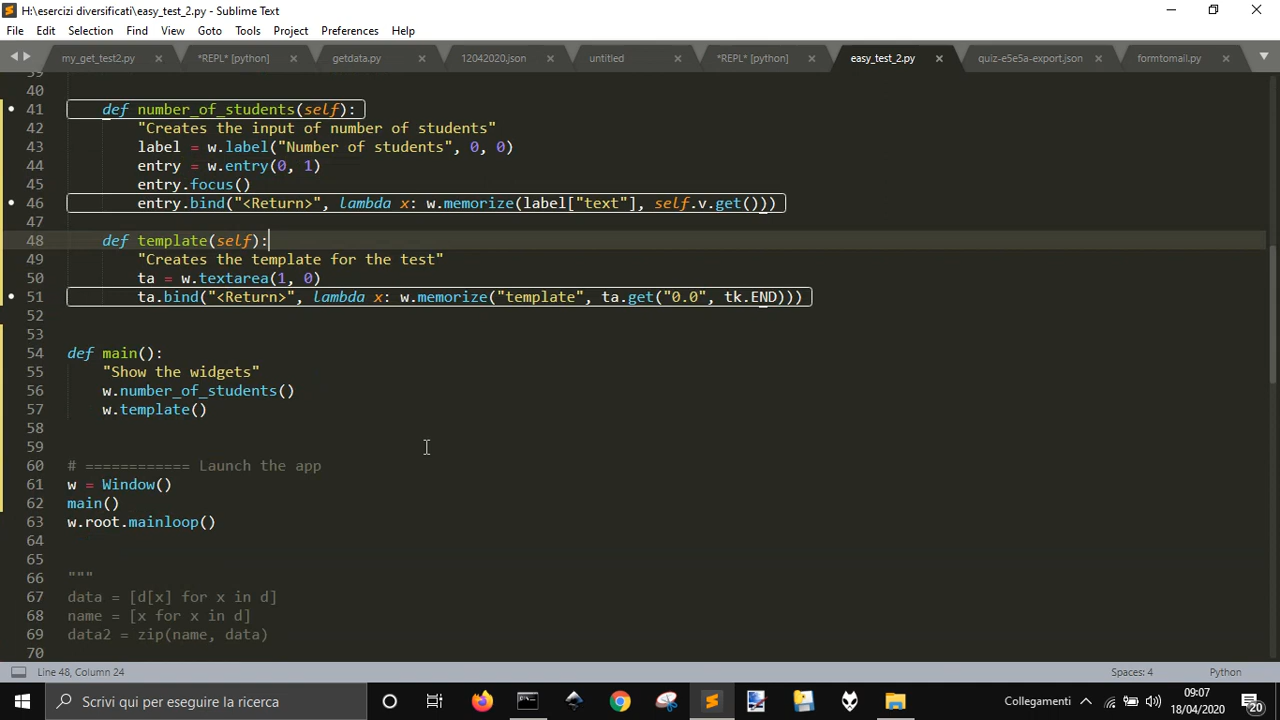 H:\esercizi diversificati\easy_test_2.py - Sublime Text
File Edit Selection Find View Goto Tools Project Preferences Help
my_get_test2.py × *REPL* [python] × getdata.py × 12042020.json × untitled × *REPL* [python] × easy_test_2.py × quiz-e5e5a-export.json × formtomail.py ×
39
40
41 def number_of_students(self):
42 "Creates the input of number of students"
43 label = w.label("Number of students", 0, 0)
44 entry = w.entry(0, 1)
45 entry.focus()
46 entry.bind("<Return>", lambda x: w.memorize(label["text"], self.v.get()))
47
48 def template(self):
49 "Creates the template for the test"
50 ta = w.textarea(1, 0)
51 ta.bind("<Return>", lambda x: w.memorize("template", ta.get("0.0", tk.END)))
52
53
54 def main():
55 "Show the widgets"
56 w.number_of_students()
57 w.template()
58
59
60 # ============ Launch the app
61 w = Window()
62 main()
63 w.root.mainloop()
64
65
66 """
67 data = [d[x] for x in d]
68 name = [x for x in d]
69 data2 = zip(name, data)
70
Line 48, Column 24 Spaces: 4 Python
Scrivi qui per eseguire la ricerca Collegamenti 09:07
18/04/2020 20